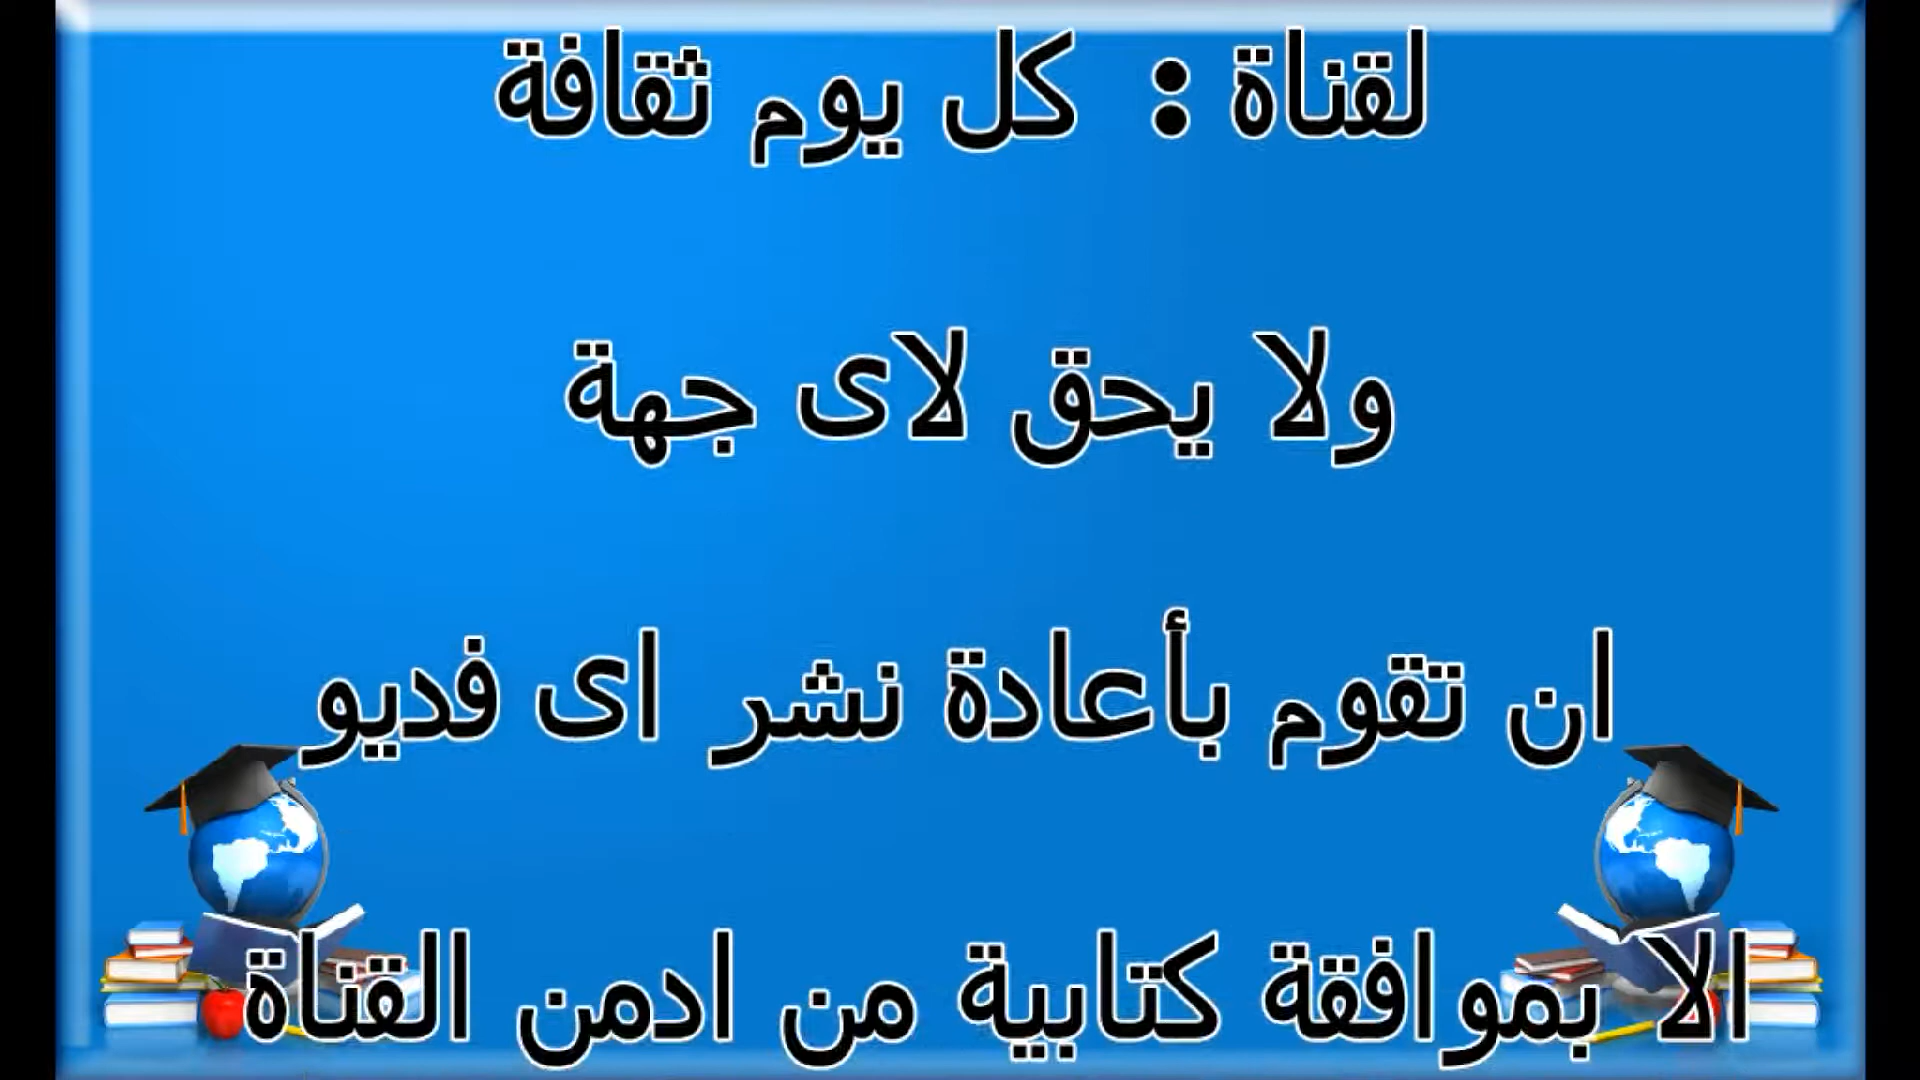 لقناة : كل يوم ثقافة
ولا يحق لاى جهة
ان تقوم بأعادة نشر اى فديو
الا بموافقة كتابية من ادمن القناة